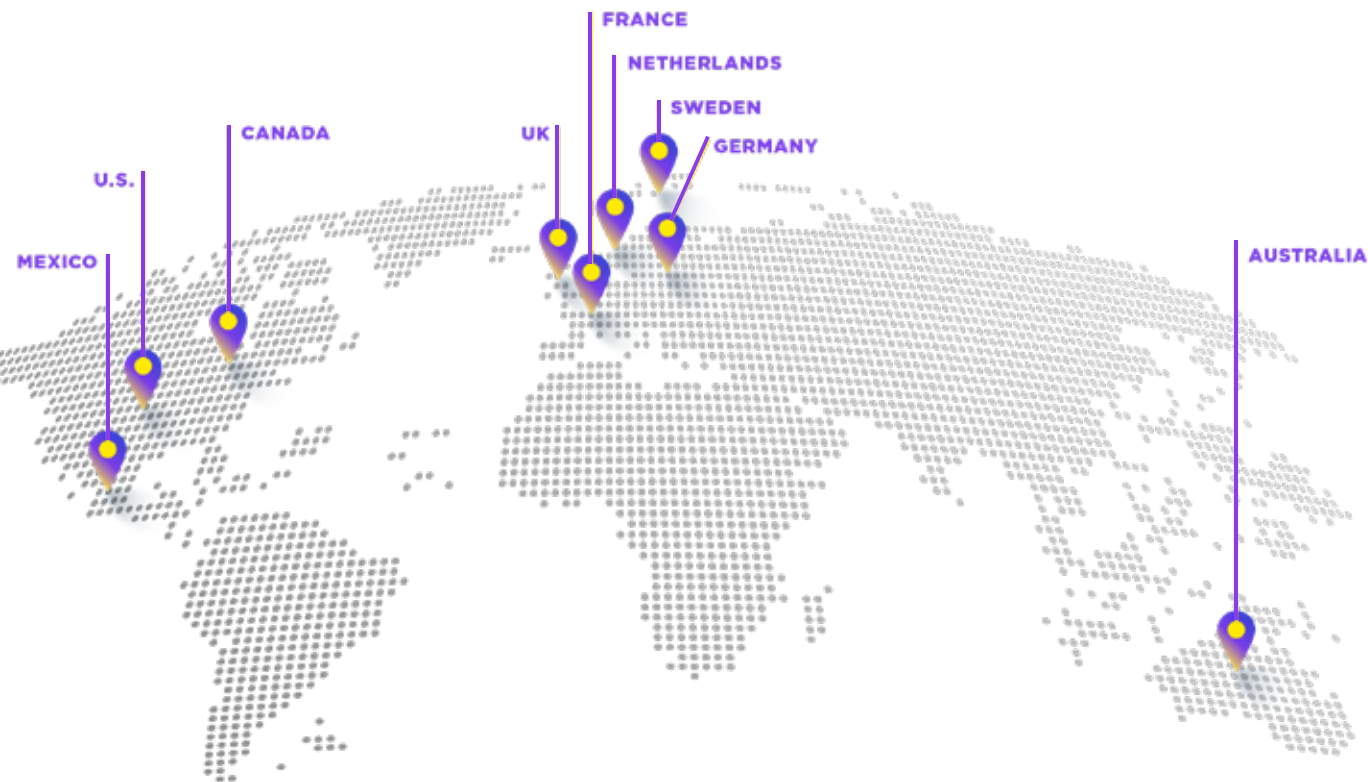 FRANCE
NETHERLANDS
SWEDEN
CANADA
UK
GERMANY
U.S.
MEXICO
AUSTRALIA